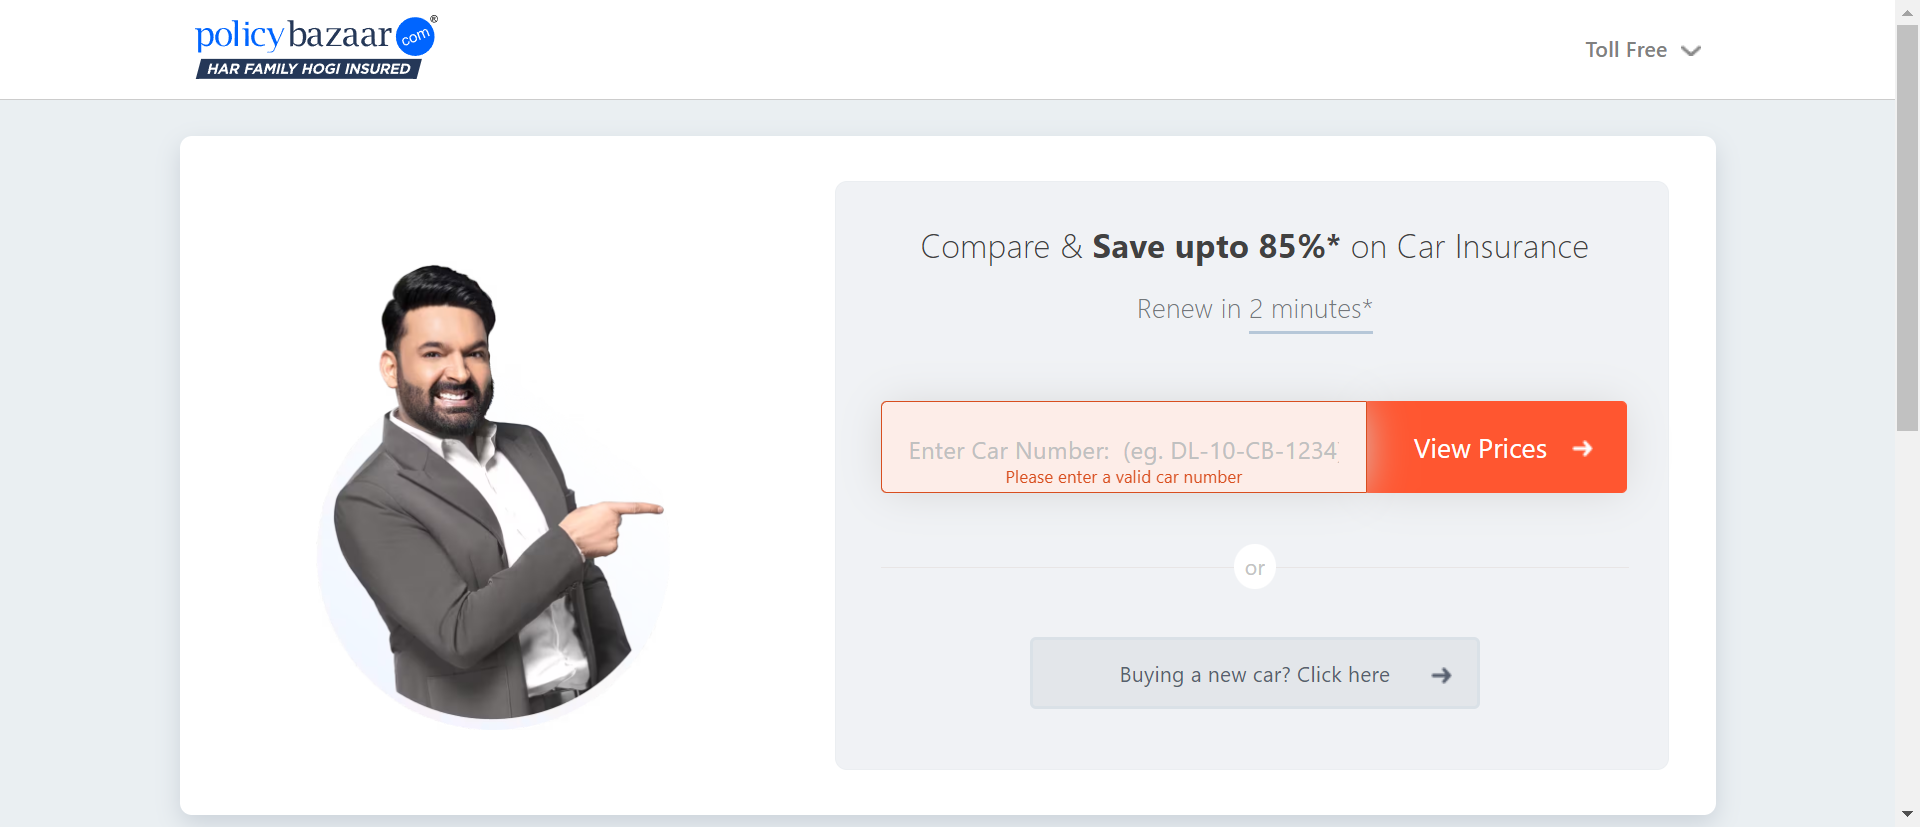 policybazaar com®
HAR FAMILY HOGI INSURED
Toll Free
Compare & Save upto 85%* on Car Insurance
Renew in 2 minutes*
Enter Car Number: (eg. DL-10-CB-1234
Please enter a valid car number
View Prices
or
Buying a new car? Click here